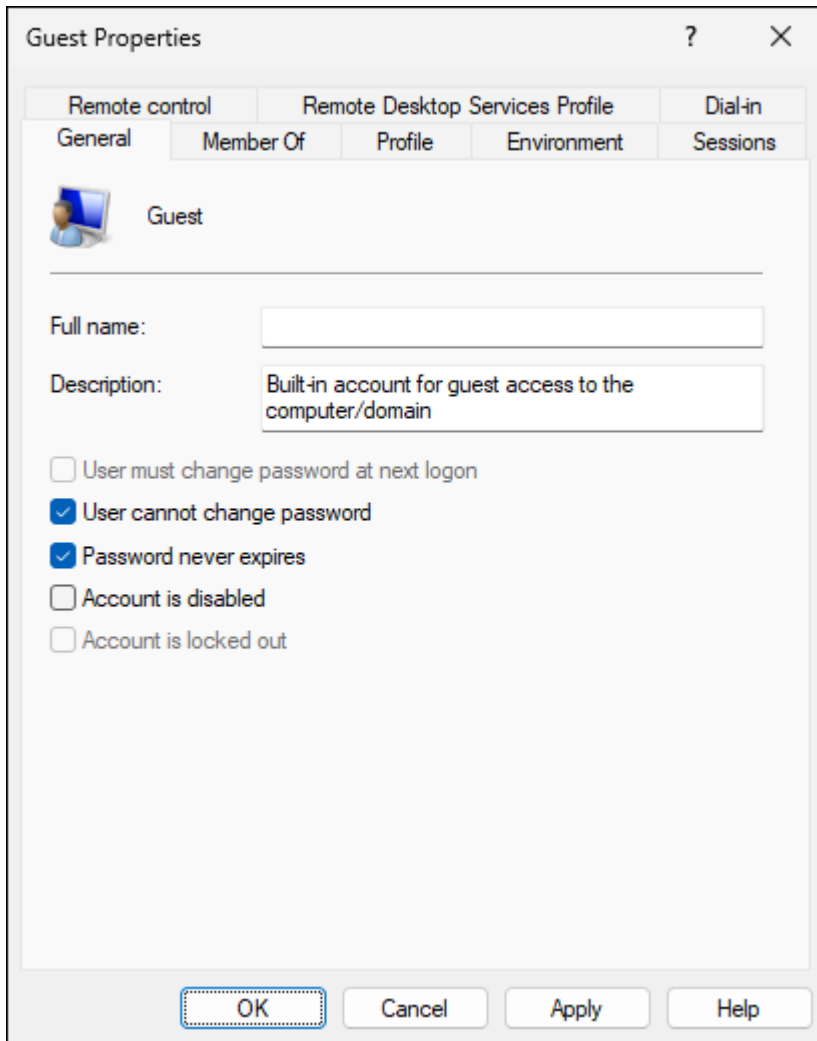 Guest Properties
?
Remote control
Remote Desktop Services Profile
Dial-in
General
Member Of
Profile
Environment
Sessions
Guest
Full name:
Description:
Built-in account for guest access to the
computer/domain
User must change password at next logon
User cannot change password
Password never expires
Account is disabled
Account is locked out
OK
Cancel
Apply
Help